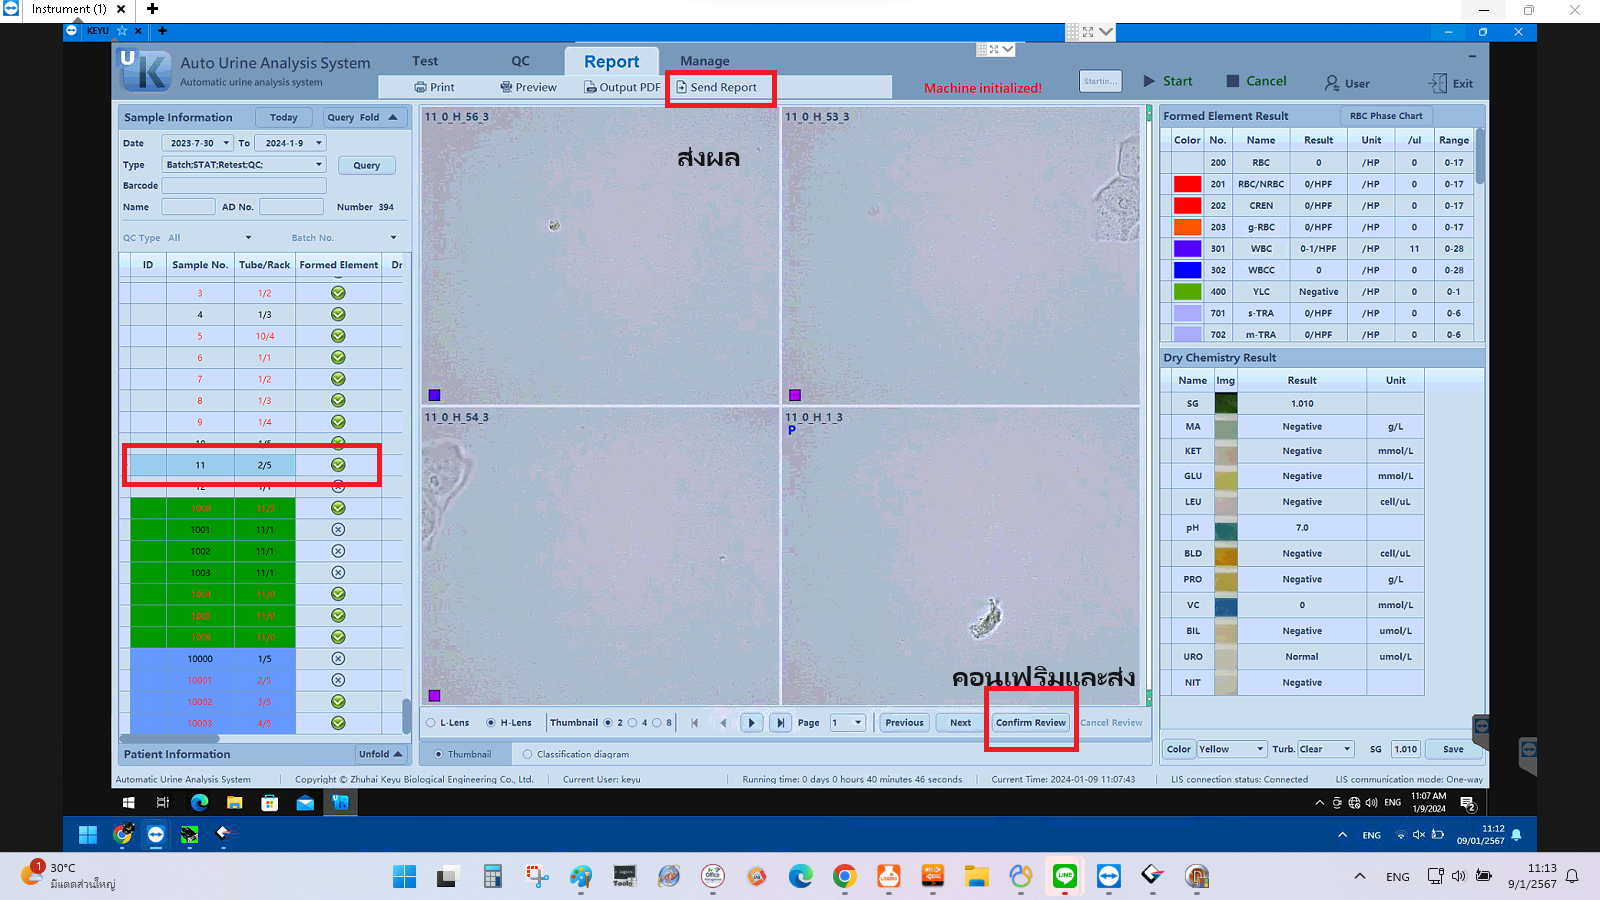 Instrument (1)
KEYU
Auto Urine Analysis System
Automatic urine analysis system
Test
QC
Report
Manage
Print
Preview
Output PDF
Send Report
Machine initialized!
Startin...
Start
Cancel
User
Exit
Sample Information
Today
Query Fold
Date 2023-7-30 To 2024-1-9
Type Batch;STAT;Retest;QC; Query
Barcode
Name AD No. Number 394
QC Type All Batch No.
ID Sample No. Tube/Rack Formed Element Dr
3 1/2
4 1/3
5 10/4
6 1/1
7 1/2
8 1/3
9 1/4
10 1/5
11 2/5
12 1/1
1000 11/3
1001 11/1
1002 11/1
1003 11/1
1004 11/0
1005 11/0
1006 11/0
10000 1/5
10001 2/5
10002 3/5
10003 4/5
Patient Information Unfold
11_0_H_56_3
11_0_H_53_3
ส่งผล
11_0_H_54_3
11_0_H_1_3
P
คอนเฟริมและส่ง
L-Lens H-Lens Thumbnail 2 4 8 Page 1 Previous Next Confirm Review Cancel Review
Thumbnail Classification diagram
Formed Element Result RBC Phase Chart
Color No. Name Result Unit /ul Range
200 RBC 0 /HP 0 0-17
201 RBC/NRBC 0/HPF /HP 0 0-17
202 CREN 0/HPF /HP 0 0-17
203 g-RBC 0/HPF /HP 0 0-17
301 WBC 0-1/HPF /HP 11 0-28
302 WBCC 0 /HP 0 0-28
400 YLC Negative /HP 0 0-1
701 s-TRA 0/HPF /HP 0 0-6
702 m-TRA 0/HPF /HP 0 0-6
Dry Chemistry Result
Name Img Result Unit
SG 1.010
MA Negative g/L
KET Negative mmol/L
GLU Negative mmol/L
LEU Negative cell/uL
pH 7.0
BLD Negative cell/uL
PRO Negative g/L
VC 0 mmol/L
BIL Negative umol/L
URO Normal umol/L
NIT Negative
Color Yellow Turb. Clear SG 1.010 Save
Automatic Urine Analysis System Copyright © Zhuhai Keyu Biological Engineering Co., Ltd. Current User: keyu Running time: 0 days 0 hours 40 minutes 46 seconds Current Time: 2024-01-09 11:07:43 LIS connection status: Connected LIS communication mode: One-way
ENG 11:07 AM
1/9/2024
2
ENG 11:12
09/01/2567
1
30°C
มีแดดส่วนใหญ่
ENG
11:13
9/1/2567